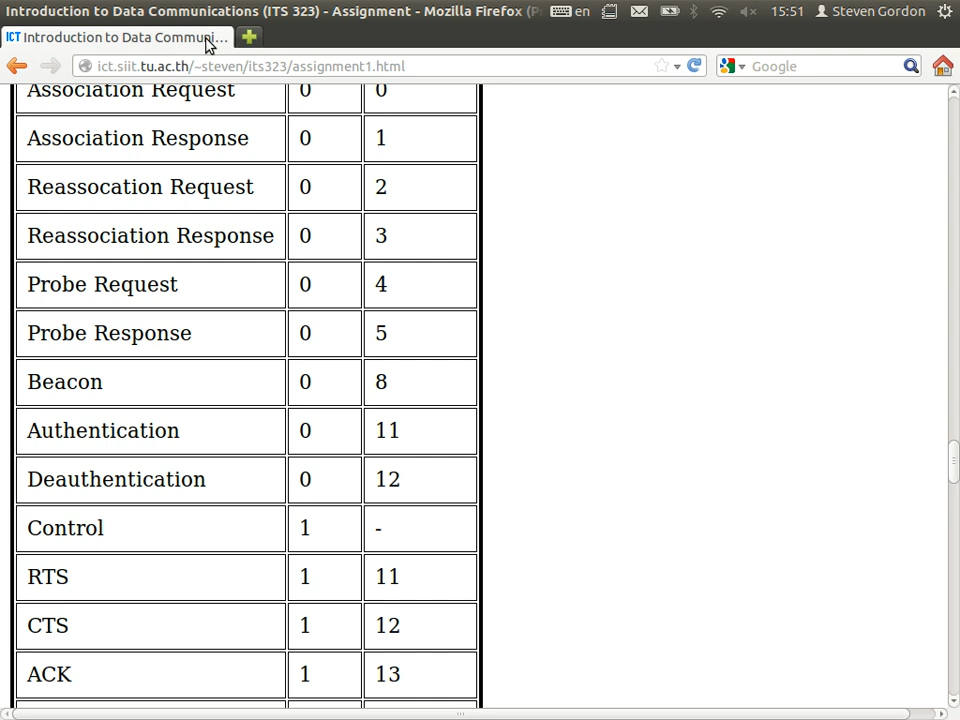 Introduction to Data Communications (ITS 323) - Assignment - Mozilla Firefox (P en 15:51 Steven Gordon
ICT Introduction to Data Communi...
ict.siit.tu.ac.th/~steven/its323/assignment1.html Google
Association Request 0 0
Association Response 0 1
Reassocation Request 0 2
Reassociation Response 0 3
Probe Request 0 4
Probe Response 0 5
Beacon 0 8
Authentication 0 11
Deauthentication 0 12
Control 1 -
RTS 1 11
CTS 1 12
ACK 1 13